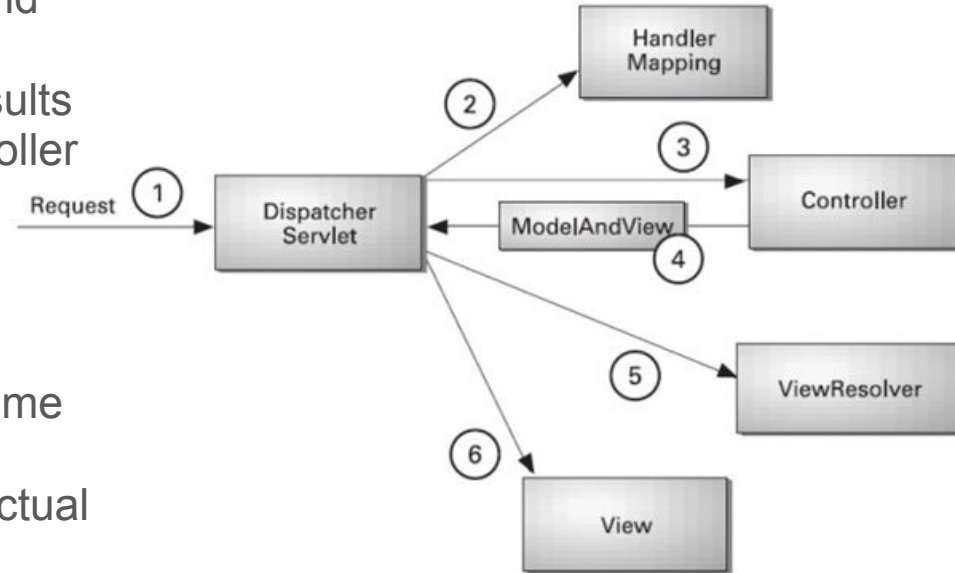 sults
oller
me
ctual
Handler
Mapping
2
3
Request
1
Dispatcher
Servlet
Controller
ModelAndView
4
5
ViewResolver
6
View